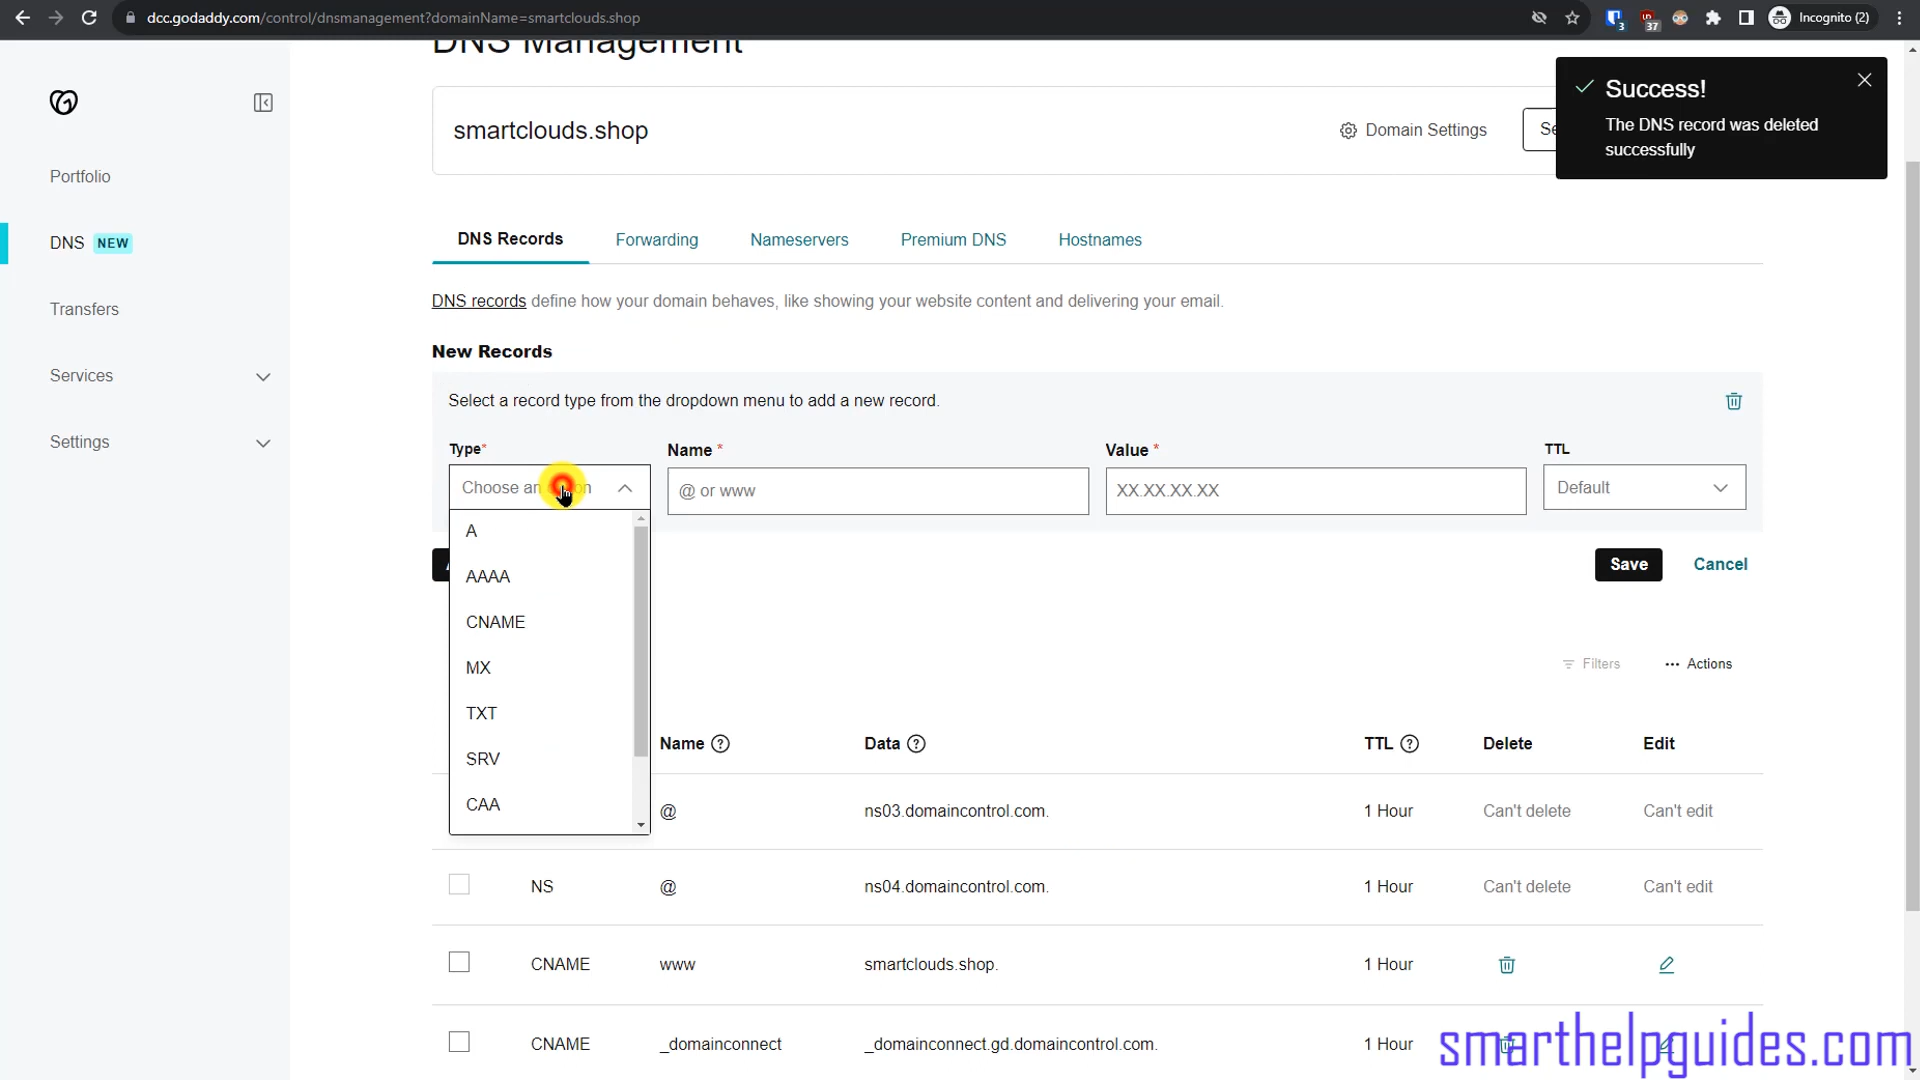 dcc.godaddy.com/control/dnsmanagement?domainName=smartclouds.shop
3
37
Incognito (2)
DNS Management
Success!
The DNS record was deleted
successfully
smartclouds.shop
Domain Settings
Se
Portfolio
DNS NEW
Transfers
Services
Settings
DNS Records
Forwarding
Nameservers
Premium DNS
Hostnames
DNS records define how your domain behaves, like showing your website content and delivering your email.
New Records
Select a record type from the dropdown menu to add a new record.
Type*
Name *
Value *
TTL
Choose an
@ or www
XX.XX.XX.XX
Default
A
AAAA
CNAME
MX
TXT
SRV
CAA
Save
Cancel
Filters
Actions
Name
Data
TTL
Delete
Edit
@
ns03.domaincontrol.com.
1 Hour
Can't delete
Can't edit
NS
@
ns04.domaincontrol.com.
1 Hour
Can't delete
Can't edit
CNAME
www
smartclouds.shop.
1 Hour
CNAME
_domainconnect
_domainconnect.gd.domaincontrol.com.
1 Hour
smarthelpguides.com